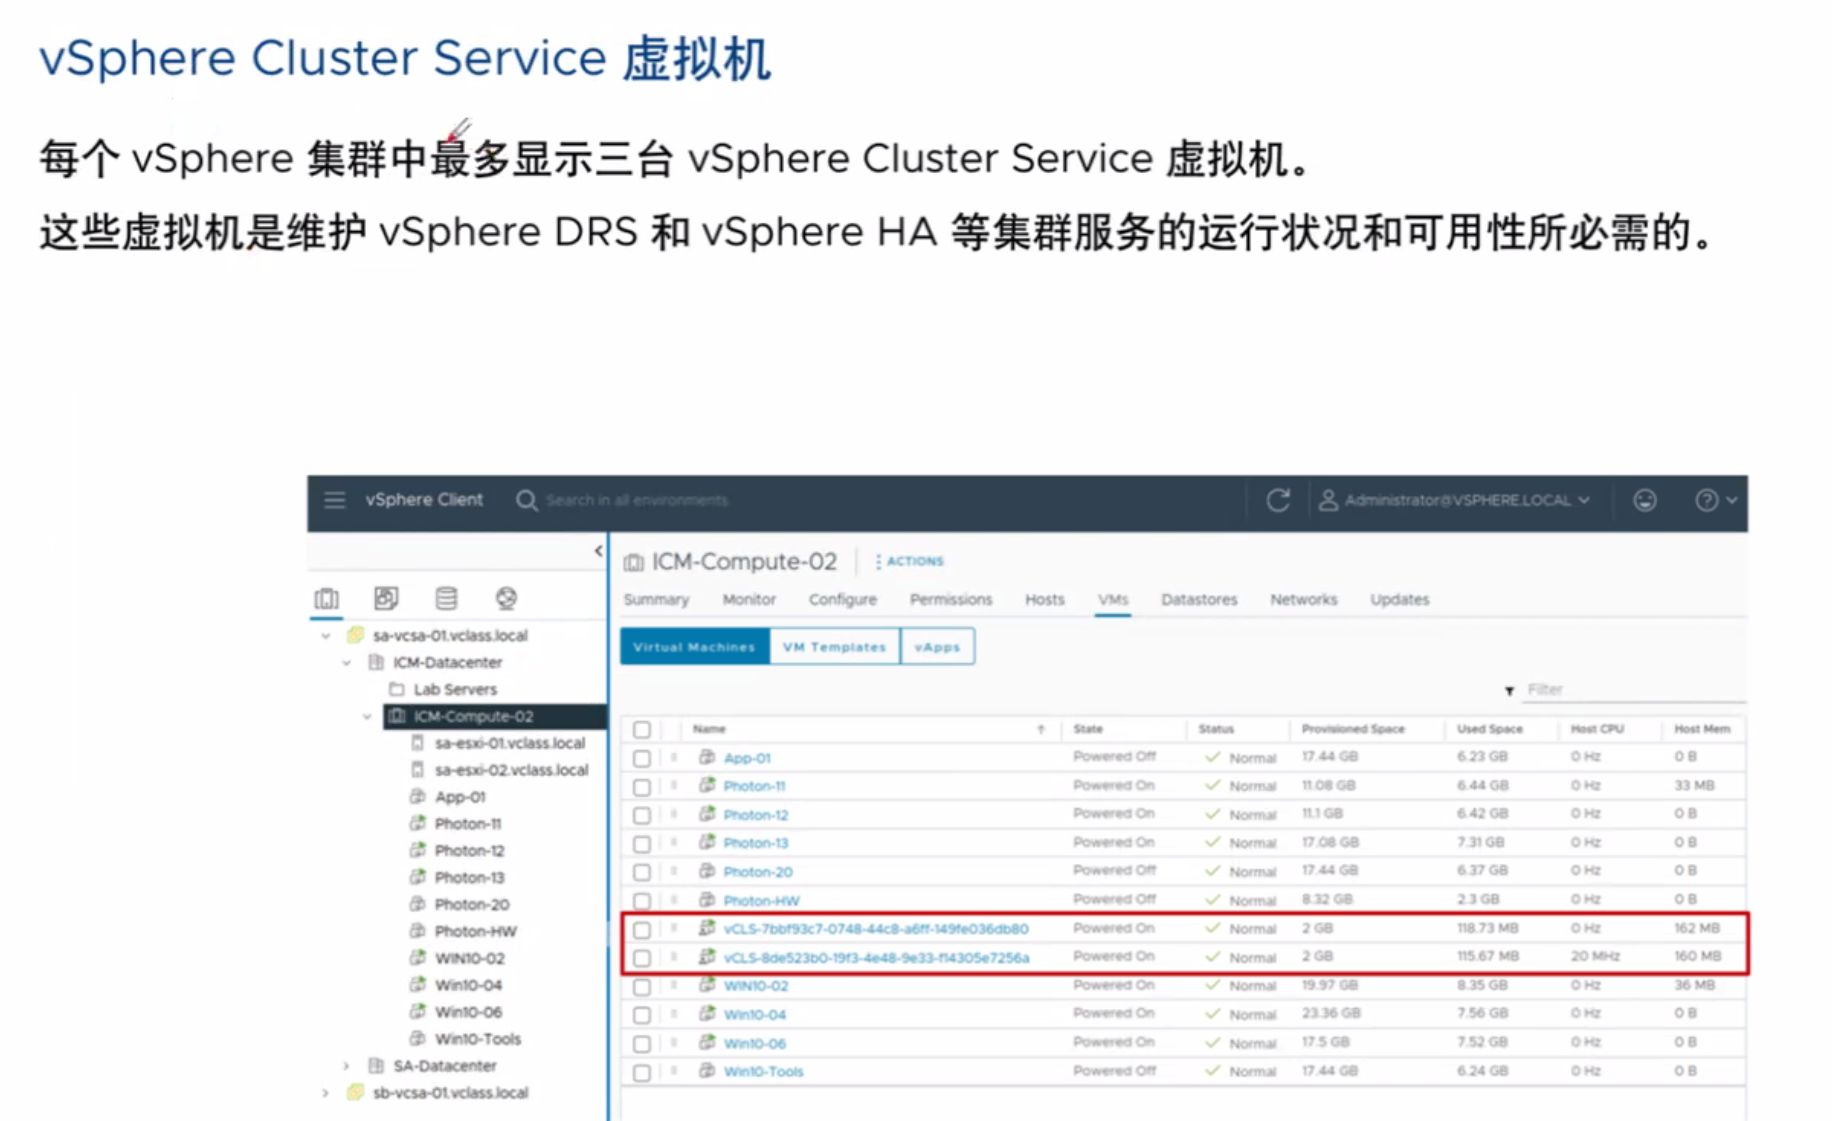 vSphere Cluster Service 虚拟机
每个 vSphere 集群中最多显示三台 vSphere Cluster Service 虚拟机。
这些虚拟机是维护 vSphere DRS 和 vSphere HA 等集群服务的运行状况和可用性所必需的。
vSphere Client Search in all environments Administrator@VSPHERE.LOCAL
ICM-Compute-02 ACTIONS
Summary Monitor Configure Permissions Hosts VMs Datastores Networks Updates
Virtual Machines VM Templates vApps
Filter
sa-vcsa-01.vclass.local
ICM-Datacenter
Lab Servers
ICM-Compute-02
sa-esxi-01.vclass.local
sa-esxi-02.vclass.local
App-01
Photon-11
Photon-12
Photon-13
Photon-20
Photon-HW
WIN10-02
Win10-04
Win10-06
Win10-Tools
SA-Datacenter
sb-vcsa-01.vclass.local
Name State Status Provisioned Space Used Space Host CPU Host Mem
App-01 Powered Off Normal 17.44 GB 6.23 GB 0 Hz 0 B
Photon-11 Powered On Normal 11.08 GB 6.44 GB 0 Hz 33 MB
Photon-12 Powered On Normal 11.1 GB 6.42 GB 0 Hz 0 B
Photon-13 Powered On Normal 17.08 GB 7.31 GB 0 Hz 0 B
Photon-20 Powered Off Normal 17.44 GB 6.37 GB 0 Hz 0 B
Photon-HW Powered Off Normal 8.32 GB 2.3 GB 0 Hz 0 B
vCLS-7bbf93c7-0748-44c8-a6ff-149fe036db80 Powered On Normal 2 GB 118.73 MB 0 Hz 162 MB
vCLS-8de523b0-19f3-4e48-9e33-f14305e7256a Powered On Normal 2 GB 115.67 MB 20 MHz 160 MB
WIN10-02 Powered On Normal 19.97 GB 8.35 GB 0 Hz 36 MB
Win10-04 Powered On Normal 23.36 GB 7.56 GB 0 Hz 0 B
Win10-06 Powered On Normal 17.5 GB 7.52 GB 0 Hz 0 B
Win10-Tools Powered Off Normal 17.44 GB 6.24 GB 0 Hz 0 B